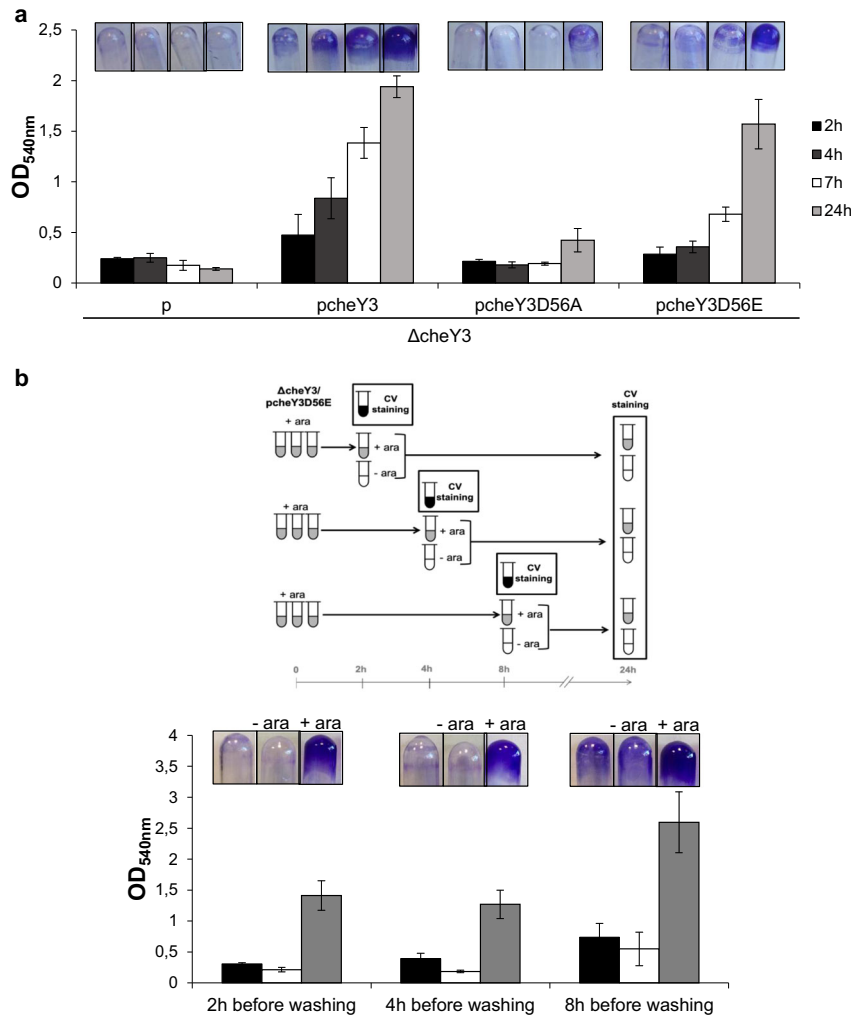 a
2,5
2
1,5
1
0,5
0
OD540nm
2h
4h
7h
24h
p pcheY3 pcheY3D56A pcheY3D56E
ΔcheY3
b
ΔcheY3/
pcheY3D56E
+ ara
CV
staining
+ ara
- ara
CV
staining
+ ara
CV
staining
+ ara
- ara
+ ara
CV
staining
+ ara
- ara
0 2h 4h 8h 24h
- ara + ara - ara + ara - ara + ara
4
3,5
3
2,5
2
1,5
1
0,5
0
OD540nm
2h before washing 4h before washing 8h before washing